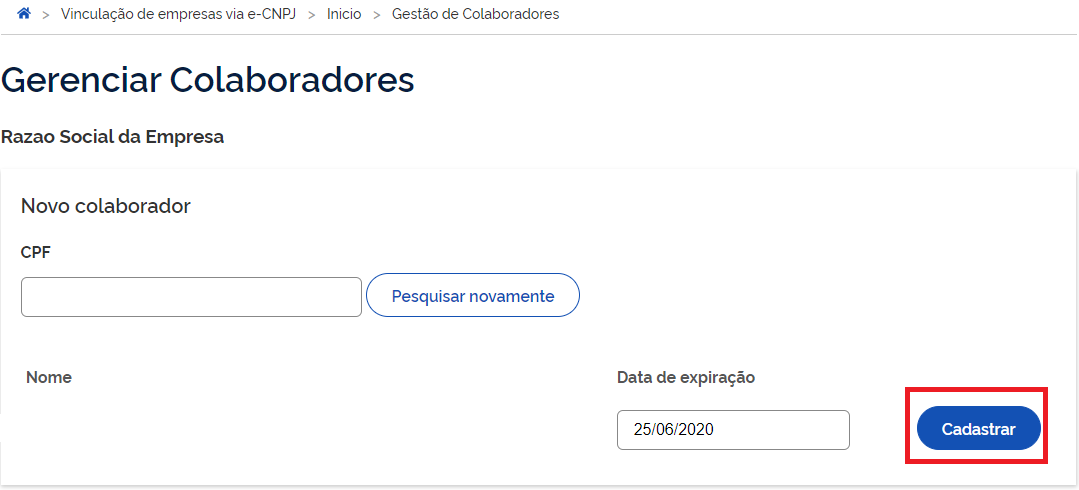 > Vinculação de empresas via e-CNPJ > Inicio > Gestão de Colaboradores
Gerenciar Colaboradores
Razao Social da Empresa
Novo colaborador
CPF
Pesquisar novamente
Nome Data de expiração
25/06/2020 Cadastrar